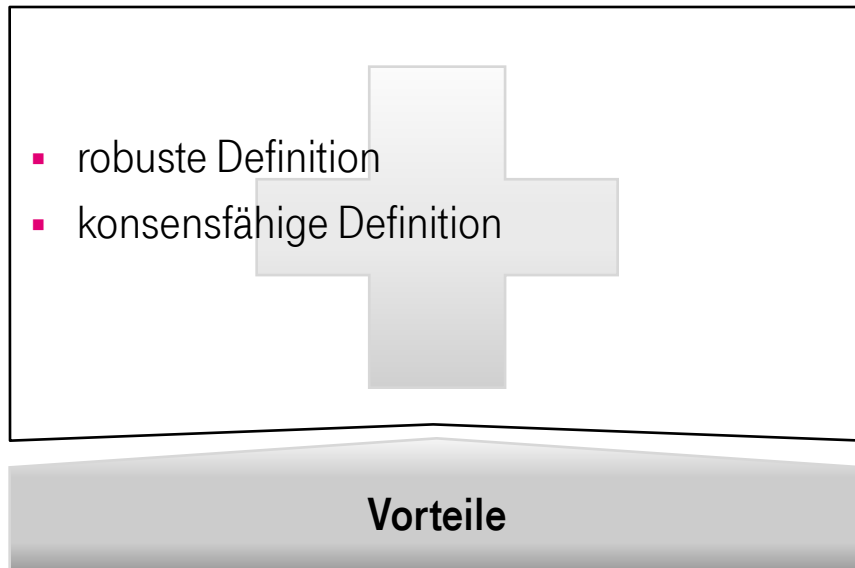 ▪ robuste Definition
▪ konsensfähige Definition
Vorteile